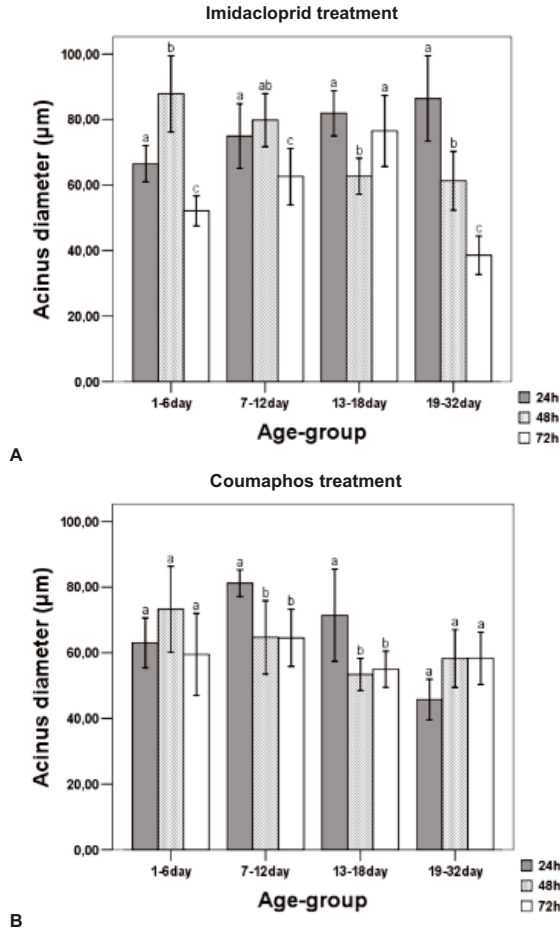 Imidacloprid treatment
Acinus diameter (µm)
100,00
80,00
60,00
40,00
20,00
0,00
a b c
a ab c
a b a
a b c
1-6day 7-12day 13-18day 19-32day
Age-group
24h
48h
72h
A
Coumaphos treatment
Acinus diameter (µm)
100,00
80,00
60,00
40,00
20,00
0,00
a a a
a b b
a b b
a a a
1-6day 7-12day 13-18day 19-32day
Age-group
24h
48h
72h
B